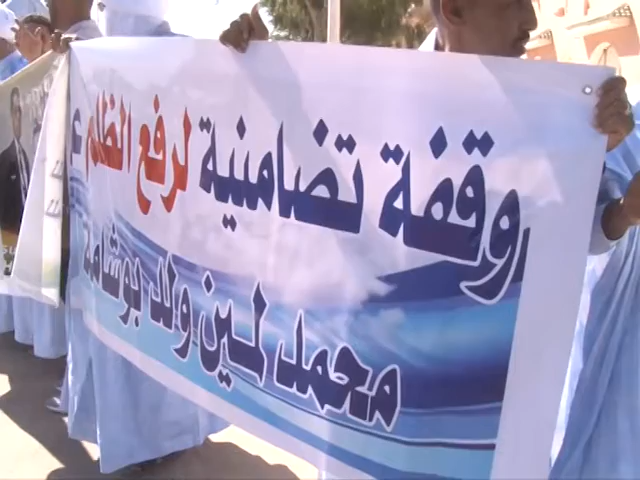 وقفة تضامنية لرفع الظلم ع
محمد لمين ولد بوشامة